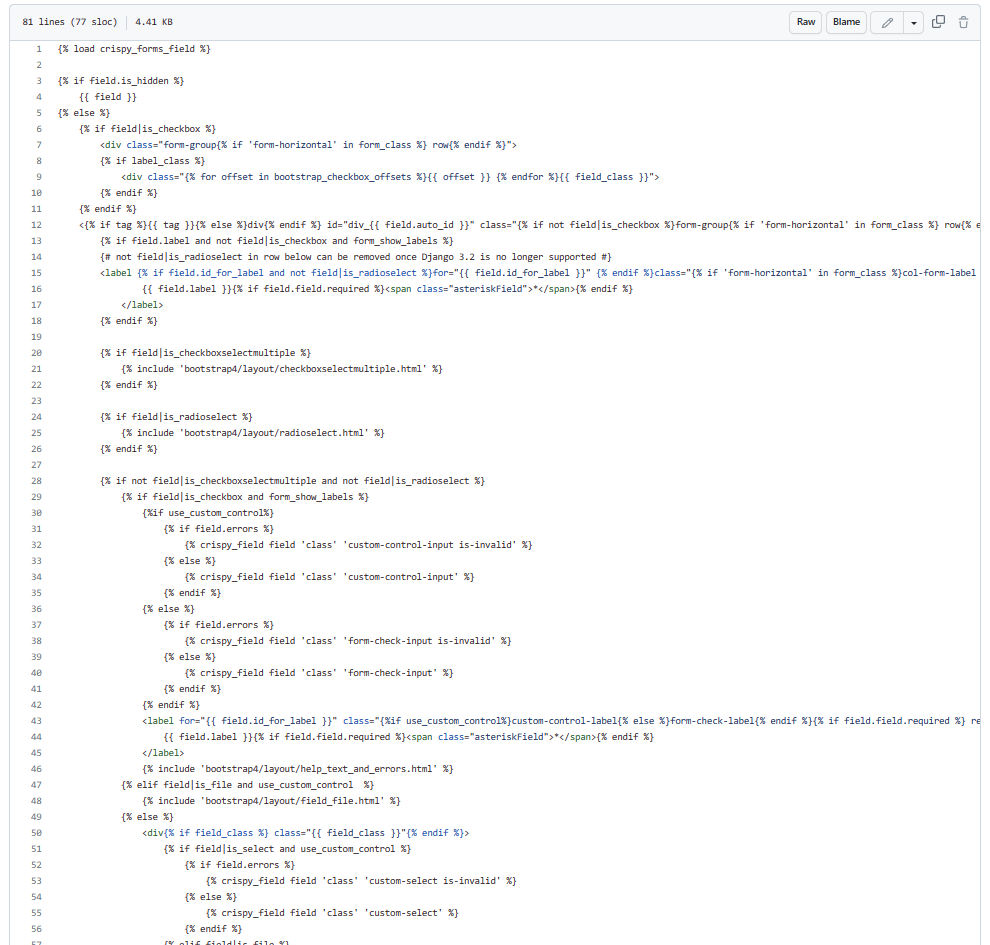 81 lines (77 sloc) 4.41 KB Raw Blame
1 {% load crispy_forms_field %}
2
3 {% if field.is_hidden %}
4     {{ field }}
5 {% else %}
6     {% if field|is_checkbox %}
7         <div class="form-group{% if 'form-horizontal' in form_class %} row{% endif %}">
8         {% if label_class %}
9             <div class="{% for offset in bootstrap_checkbox_offsets %}{{ offset }} {% endfor %}{{ field_class }}">
10         {% endif %}
11     {% endif %}
12     <{% if tag %}{{ tag }}{% else %}div{% endif %} id="div_{{ field.auto_id }}" class="{% if not field|is_checkbox %}form-group{% if 'form-horizontal' in form_class %} row{% e
13         {% if field.label and not field|is_checkbox and form_show_labels %}
14         {# not field|is_radioselect in row below can be removed once Django 3.2 is no longer supported #}
15         <label {% if field.id_for_label and not field|is_radioselect %}for="{{ field.id_for_label }}" {% endif %}class="{% if 'form-horizontal' in form_class %}col-form-label
16                 {{ field.label }}{% if field.field.required %}<span class="asteriskField">*</span>{% endif %}
17             </label>
18         {% endif %}
19
20         {% if field|is_checkboxselectmultiple %}
21             {% include 'bootstrap4/layout/checkboxselectmultiple.html' %}
22         {% endif %}
23
24         {% if field|is_radioselect %}
25             {% include 'bootstrap4/layout/radioselect.html' %}
26         {% endif %}
27
28         {% if not field|is_checkboxselectmultiple and not field|is_radioselect %}
29             {% if field|is_checkbox and form_show_labels %}
30                 {%if use_custom_control%}
31                     {% if field.errors %}
32                         {% crispy_field field 'class' 'custom-control-input is-invalid' %}
33                     {% else %}
34                         {% crispy_field field 'class' 'custom-control-input' %}
35                     {% endif %}
36                 {% else %}
37                     {% if field.errors %}
38                         {% crispy_field field 'class' 'form-check-input is-invalid' %}
39                     {% else %}
40                         {% crispy_field field 'class' 'form-check-input' %}
41                     {% endif %}
42                 {% endif %}
43                 <label for="{{ field.id_for_label }}" class="{%if use_custom_control%}custom-control-label{% else %}form-check-label{% endif %}{% if field.field.required %} re
44                     {{ field.label }}{% if field.field.required %}<span class="asteriskField">*</span>{% endif %}
45                 </label>
46                 {% include 'bootstrap4/layout/help_text_and_errors.html' %}
47             {% elif field|is_file and use_custom_control  %}
48                 {% include 'bootstrap4/layout/field_file.html' %}
49             {% else %}
50                 <div{% if field_class %} class="{{ field_class }}"{% endif %}>
51                     {% if field|is_select and use_custom_control %}
52                         {% if field.errors %}
53                             {% crispy_field field 'class' 'custom-select is-invalid' %}
54                         {% else %}
55                             {% crispy_field field 'class' 'custom-select' %}
56                         {% endif %}
57                     {% elif field|is_file %}